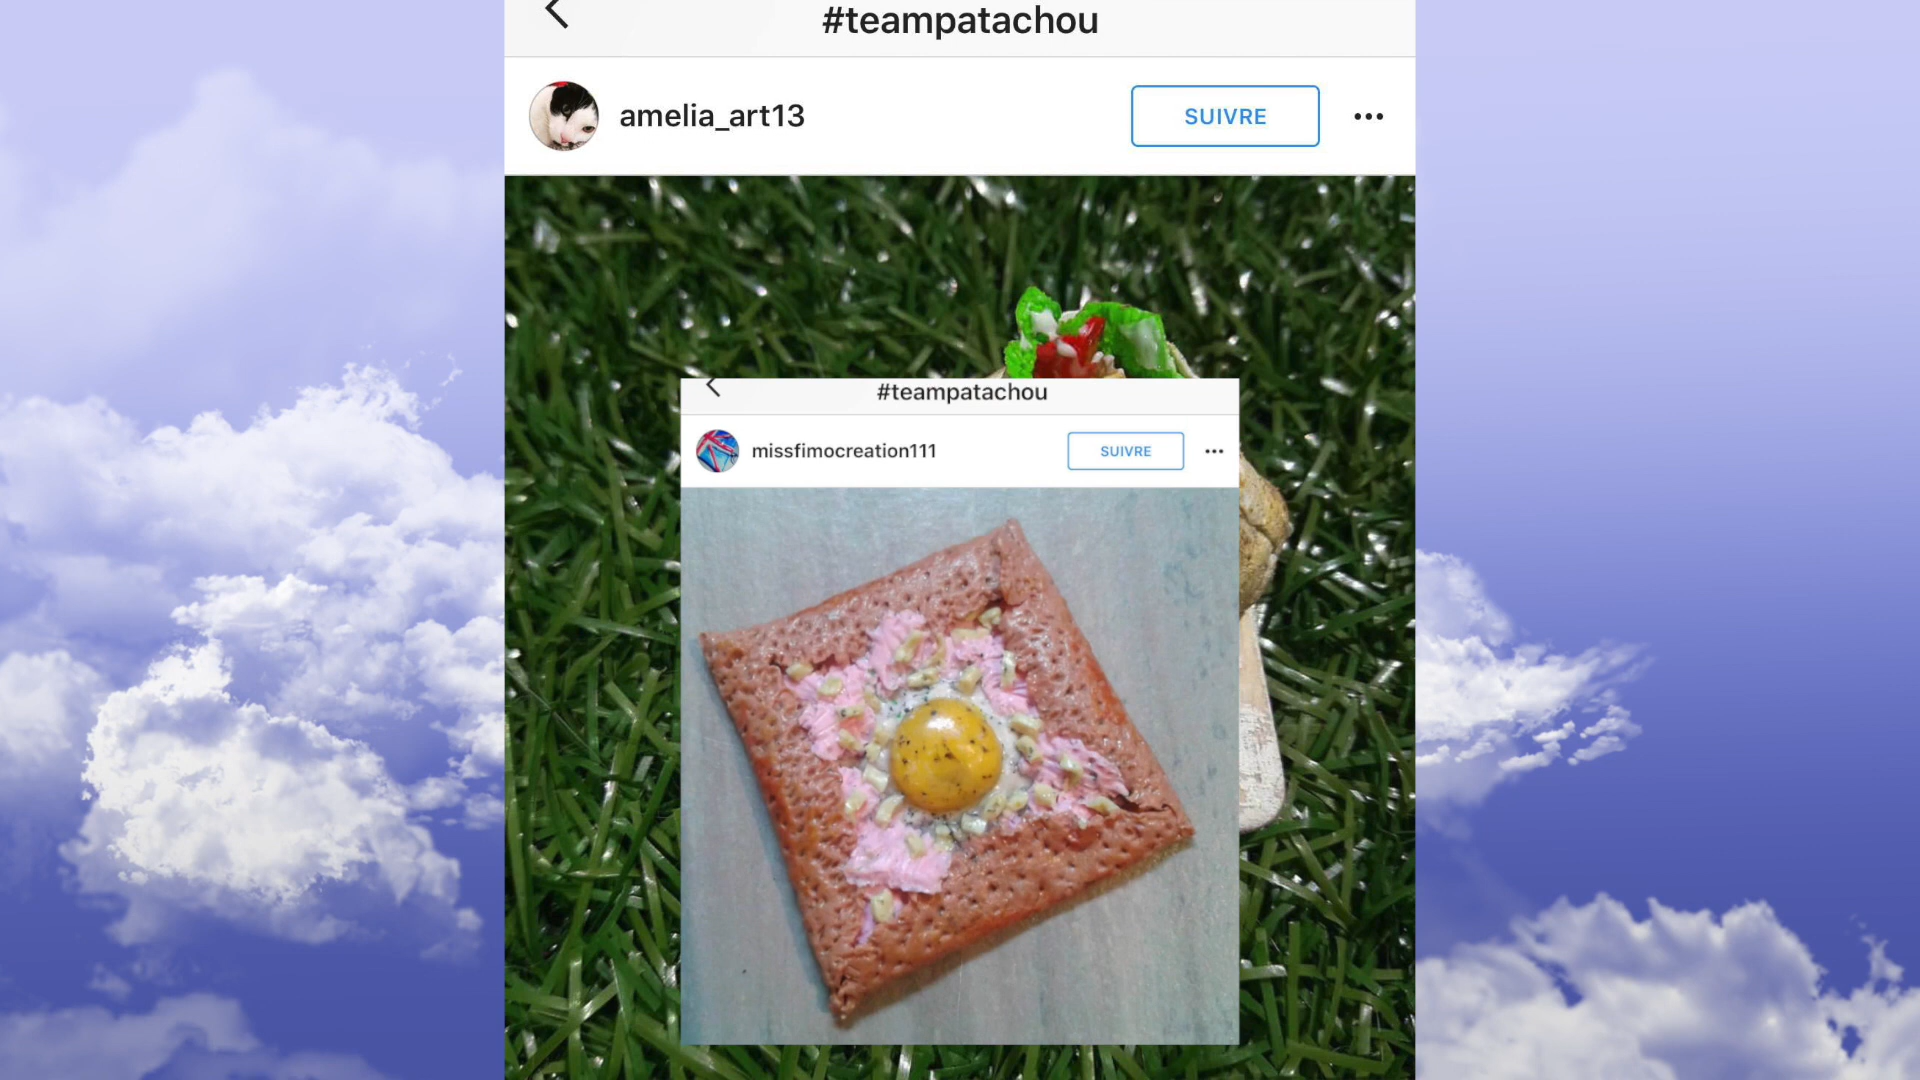 #teampatachou
amelia_art13
SUIVRE
#teampatachou
missfimocreation111
SUIVRE